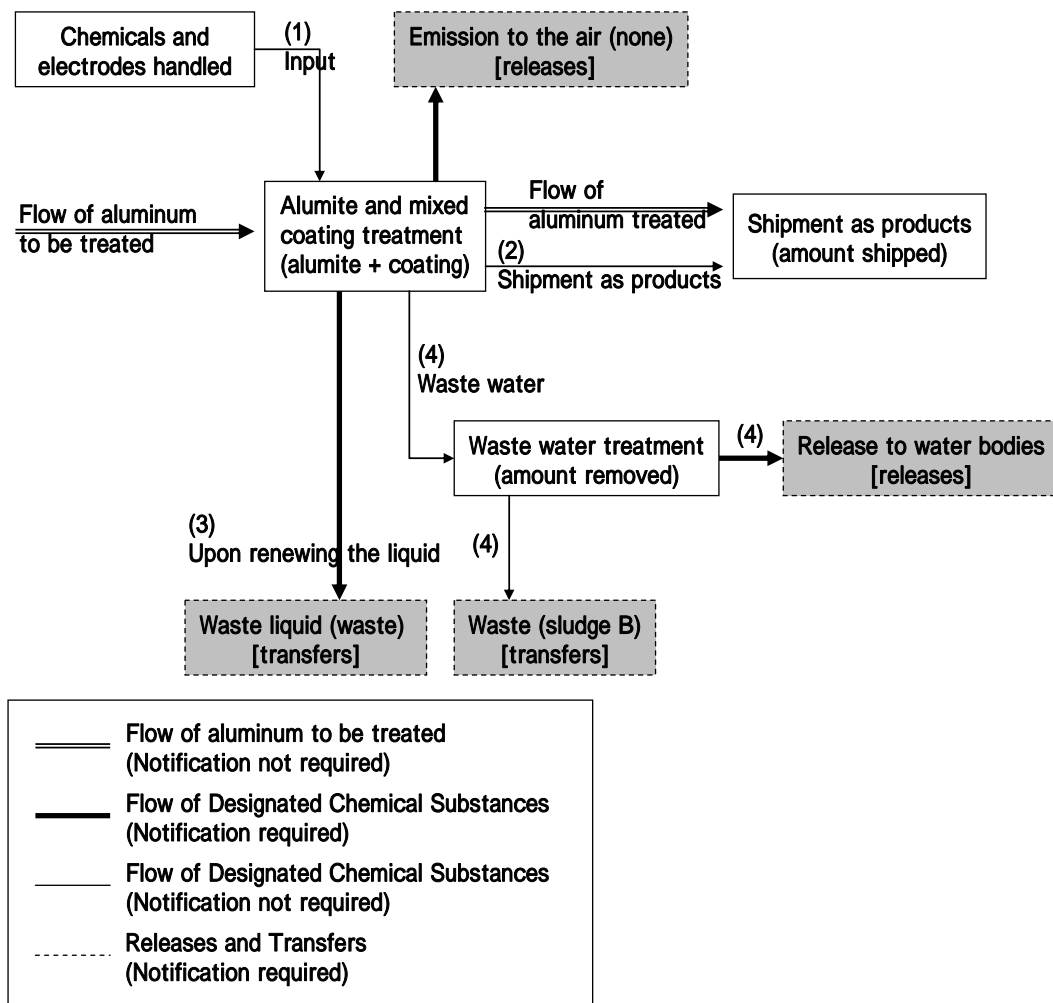 Chemicals and
electrodes handled
(1)
Input
Emission to the air (none)
[releases]
Flow of aluminum
to be treated
Alumite and mixed
coating treatment
(alumite + coating)
Flow of
aluminum treated
(2)
Shipment as products
Shipment as products
(amount shipped)
(4)
Waste water
Waste water treatment
(amount removed)
(4)
Release to water bodies
[releases]
(3)
Upon renewing the liquid
(4)
Waste liquid (waste)
[transfers]
Waste (sludge B)
[transfers]
Flow of aluminum to be treated
(Notification not required)
Flow of Designated Chemical Substances
(Notification required)
Flow of Designated Chemical Substances
(Notification not required)
Releases and Transfers
(Notification required)